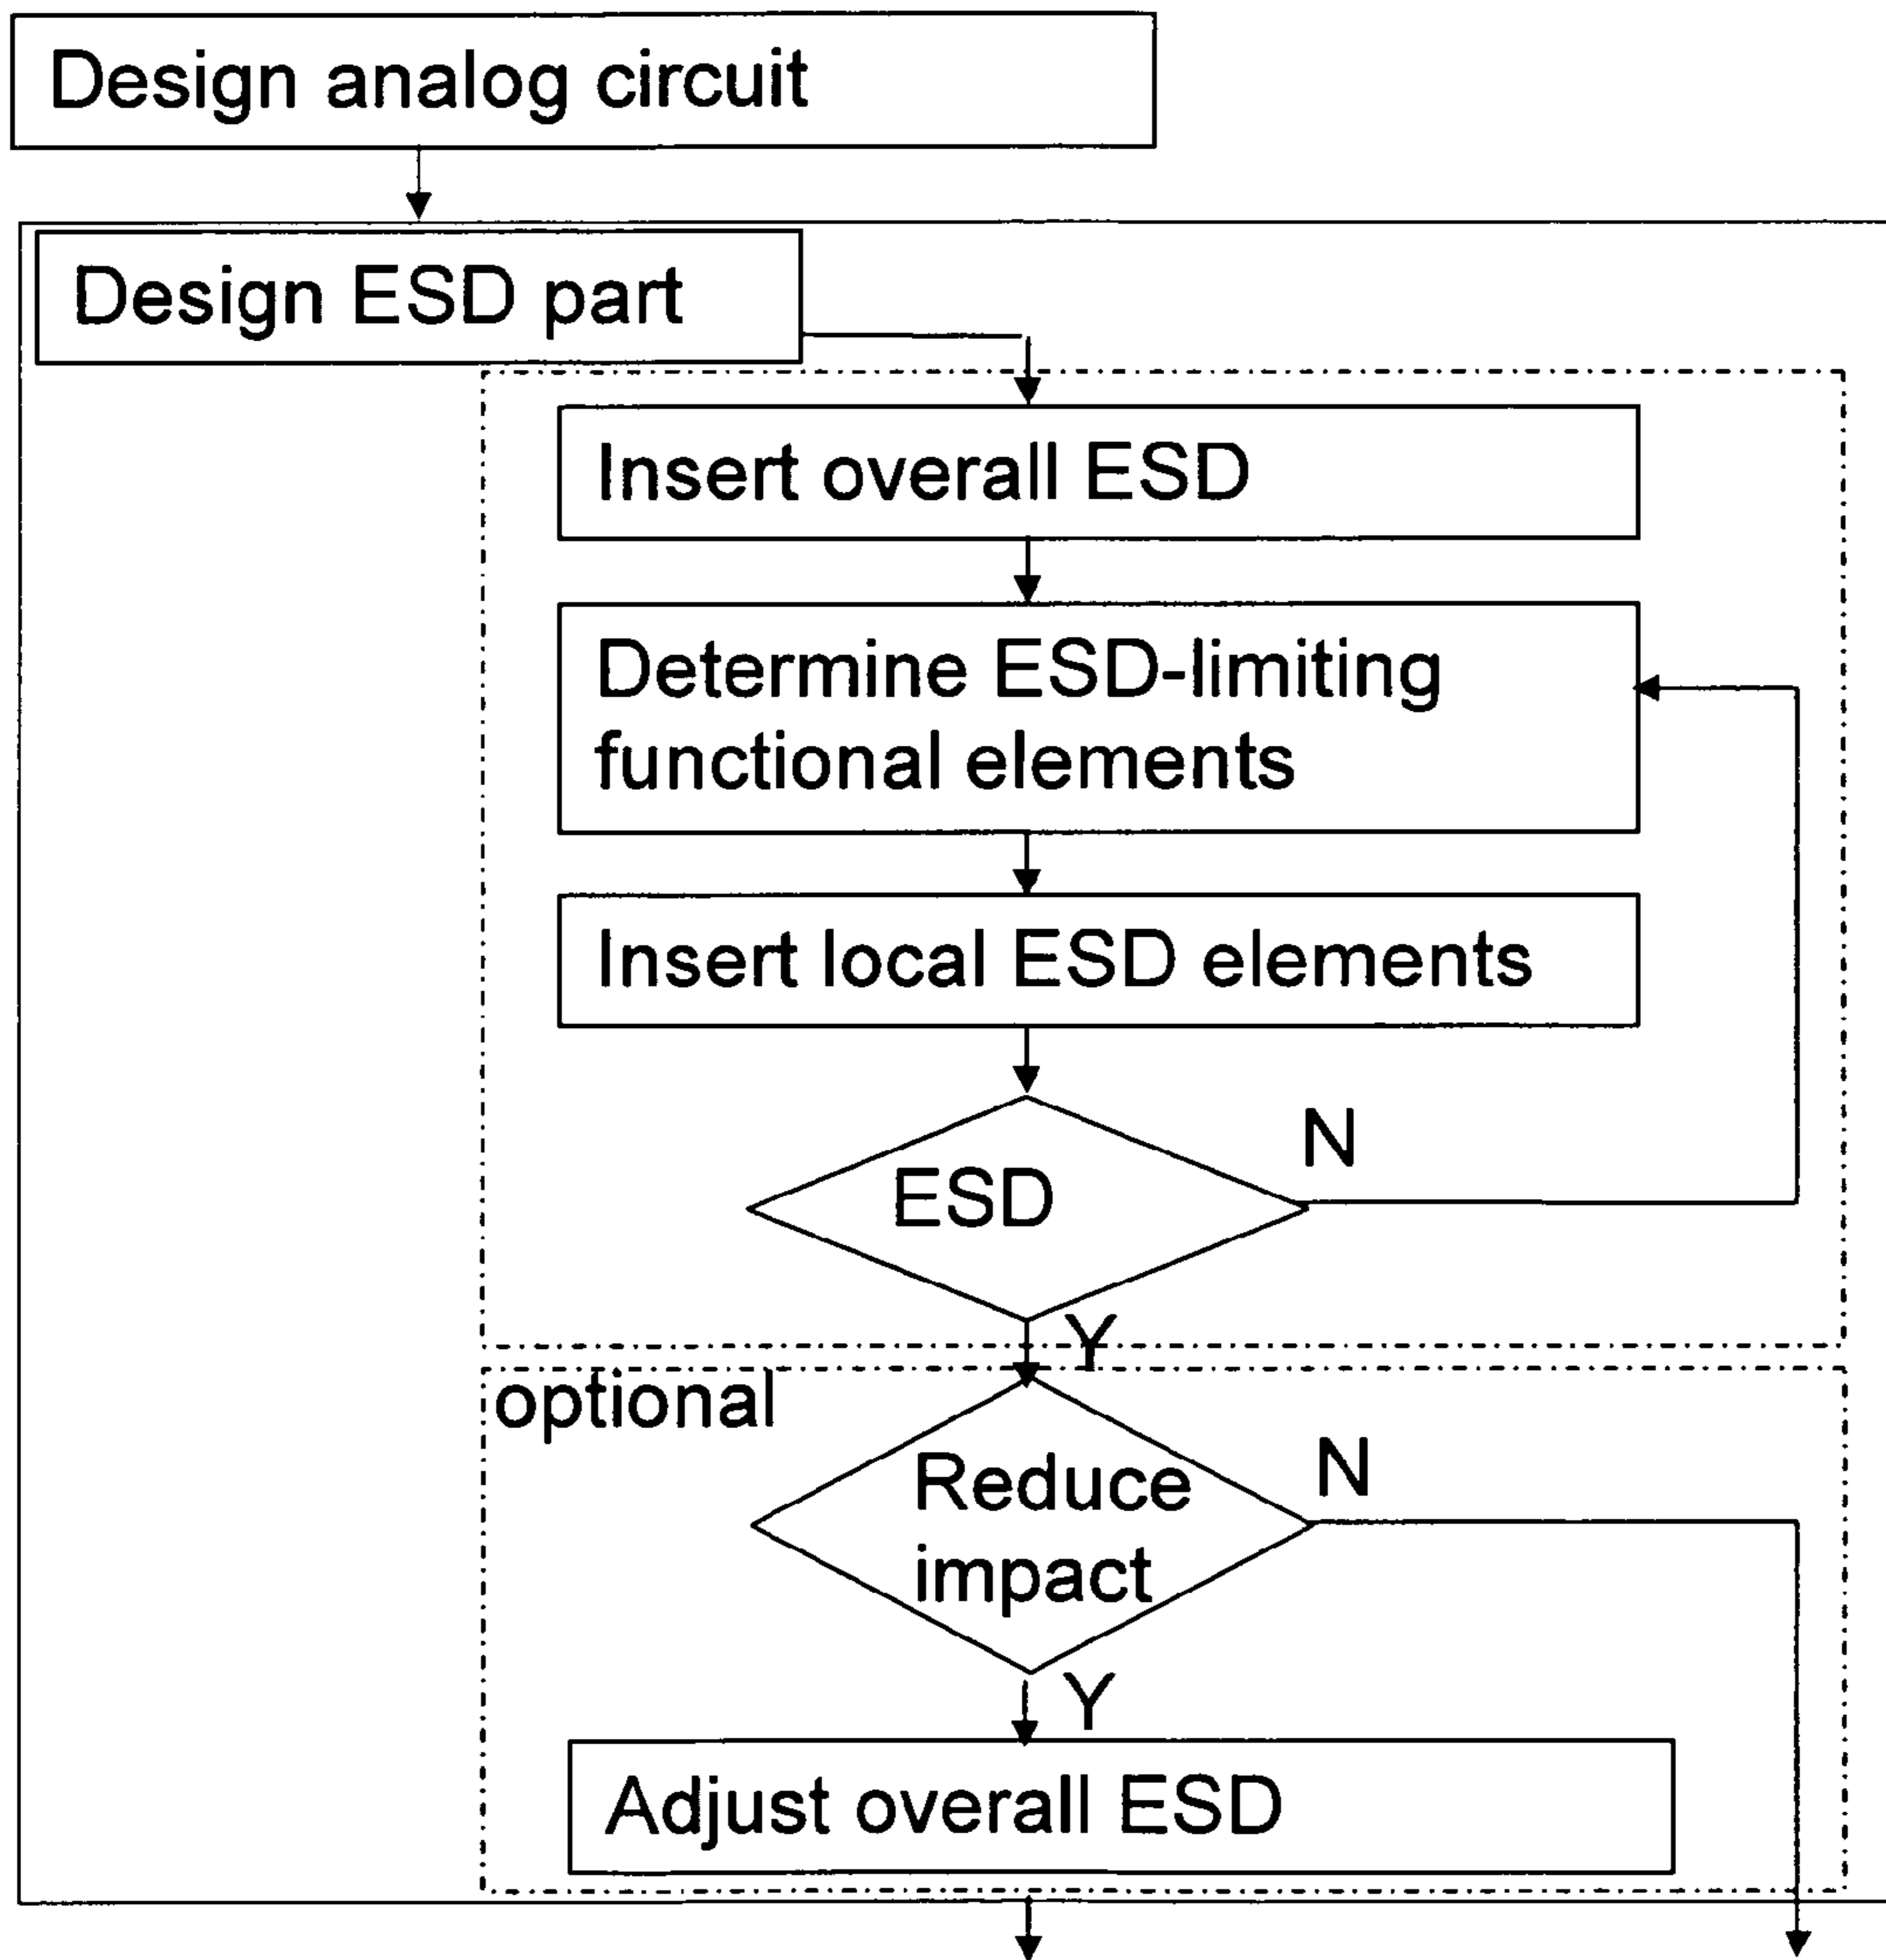 Design analog circuit
Design ESD part
Insert overall ESD
Determine ESD-limiting
functional elements
Insert local ESD elements
N
ESD
Y
optional
Reduce
N
impact
Y
Adjust overall ESD